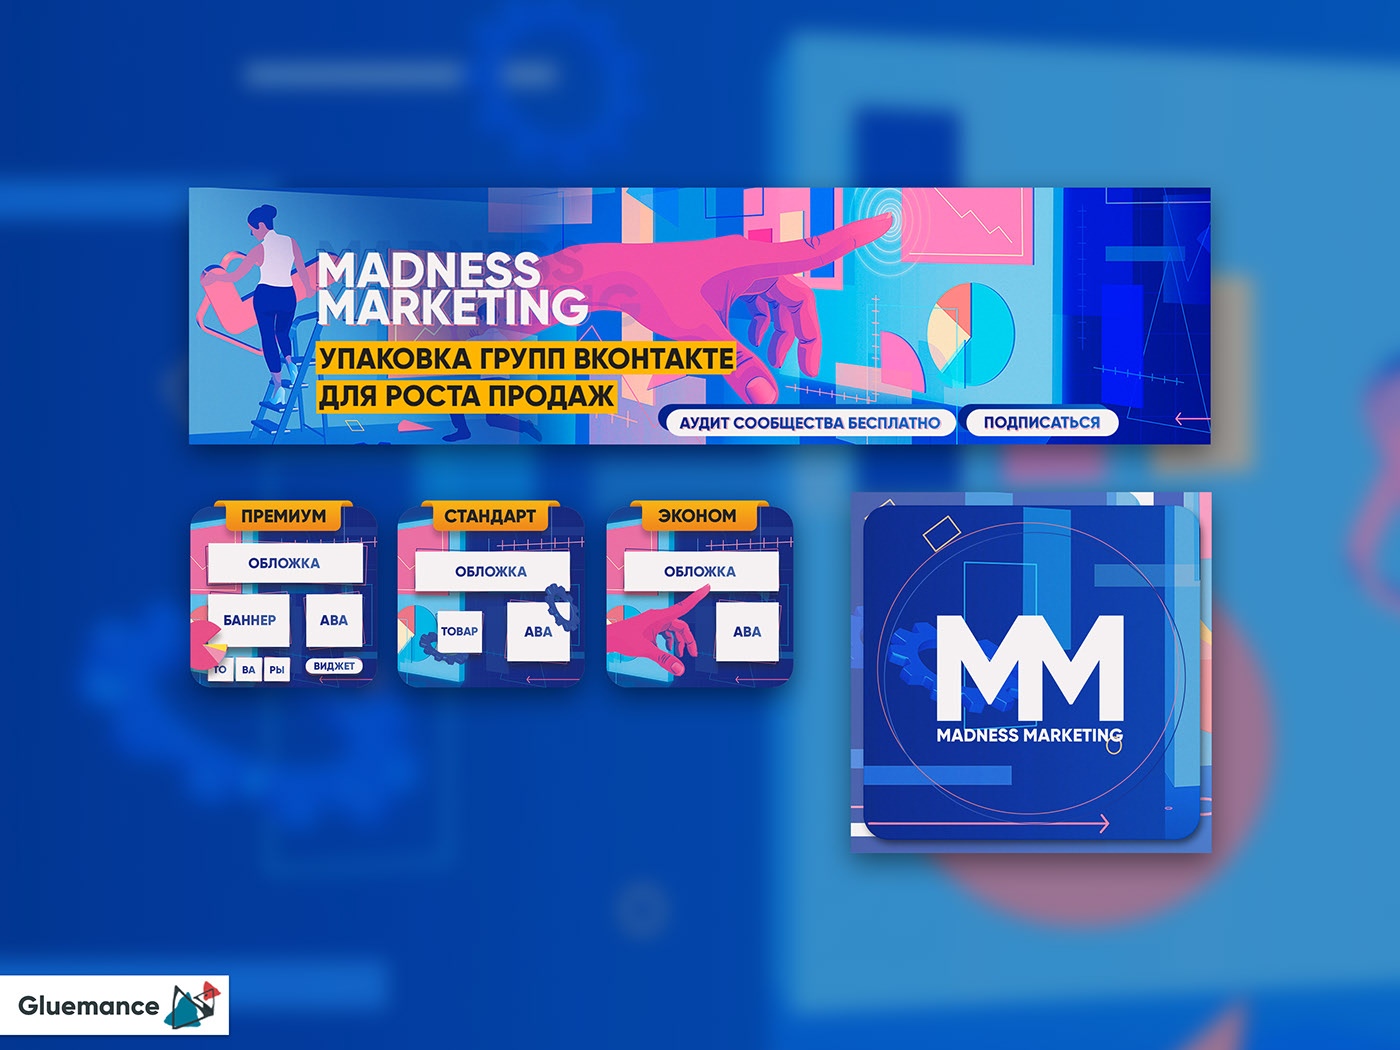 MADNESS
MARKETING
УПАКОВКА ГРУПП ВКОНТАКТЕ
ДЛЯ РОСТА ПРОДАЖ
АУДИТ СООБЩЕСТВА БЕСПЛАТНО
ПОДПИСАТЬСЯ
ПРЕМИУМ
ОБЛОЖКА
БАННЕР
АВА
ТО ВА РЫ
ВИДЖЕТ
СТАНДАРТ
ОБЛОЖКА
ТОВАР
АВА
ЭКОНОМ
ОБЛОЖКА
АВА
MM
MADNESS MARKETING
Gluemance